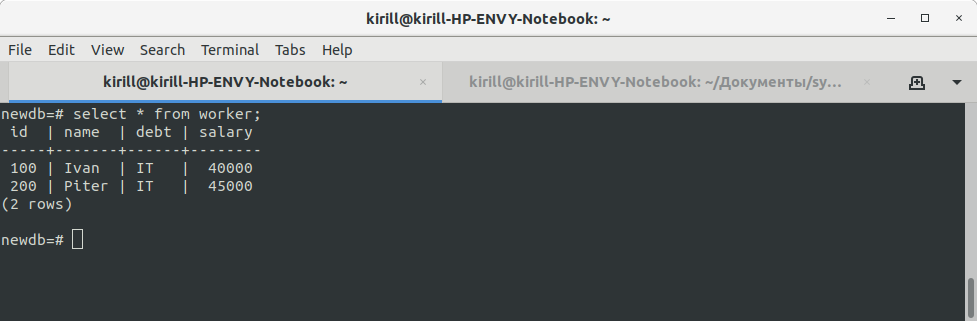 kirill@kirill-HP-ENVY-Notebook: ~
File Edit View Search Terminal Tabs Help
kirill@kirill-HP-ENVY-Notebook: ~ × kirill@kirill-HP-ENVY-Notebook: ~/Документы/sy... ×
newdb=# select * from worker;
 id  | name  | debt | salary
-----+-------+------+--------
 100 | Ivan  | IT   |  40000
 200 | Piter | IT   |  45000
(2 rows)
newdb=#